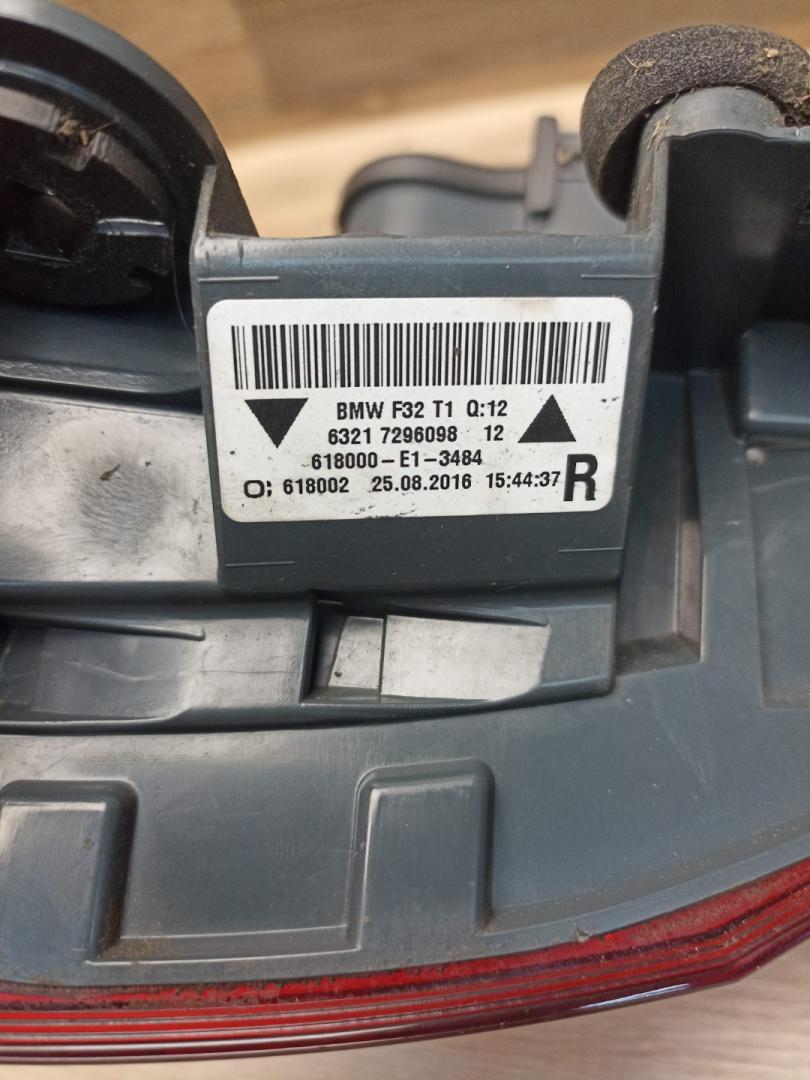 BMW F32 T1 Q:12
6321 7296098 12
618000-E1-3484
O; 618002 25.08.2016 15:44:37 R